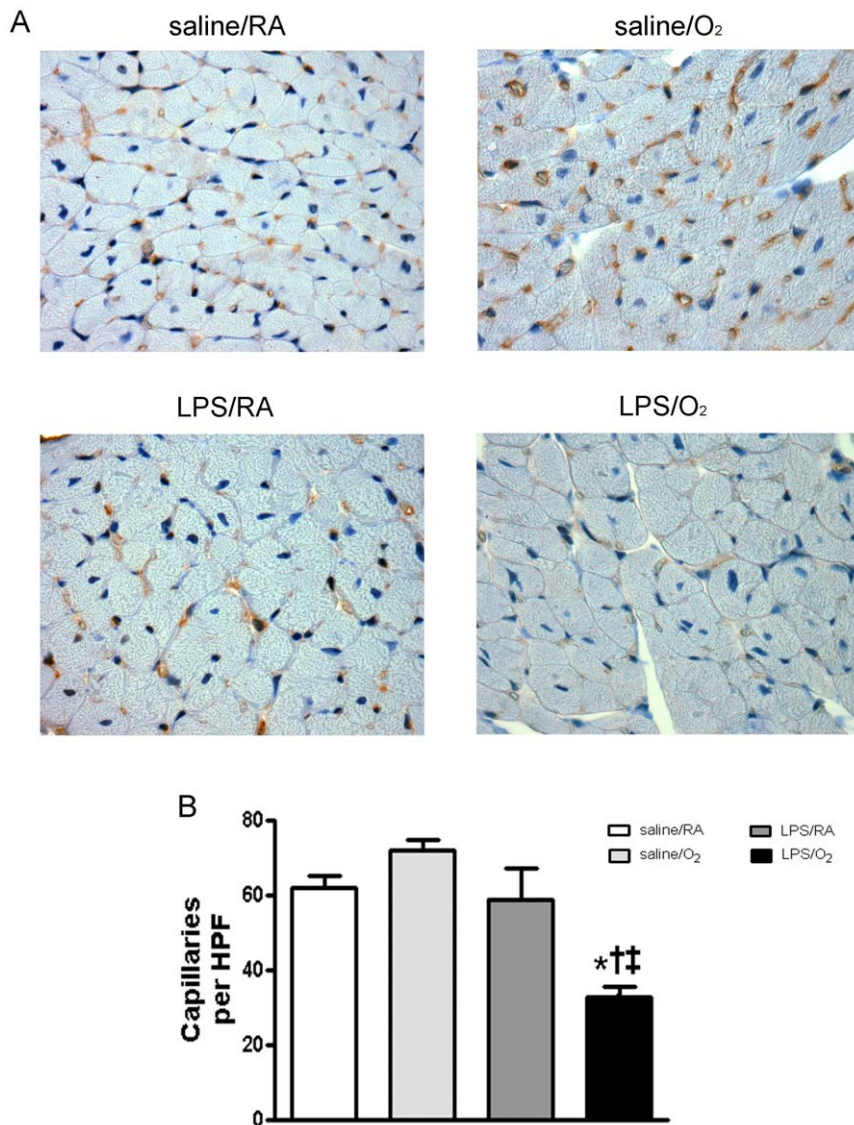 A
saline/RA
saline/O₂
LPS/RA
LPS/O₂
B
Capillaries
per HPF
80
60
40
20
0
saline/RA
LPS/RA
saline/O₂
LPS/O₂
*†‡